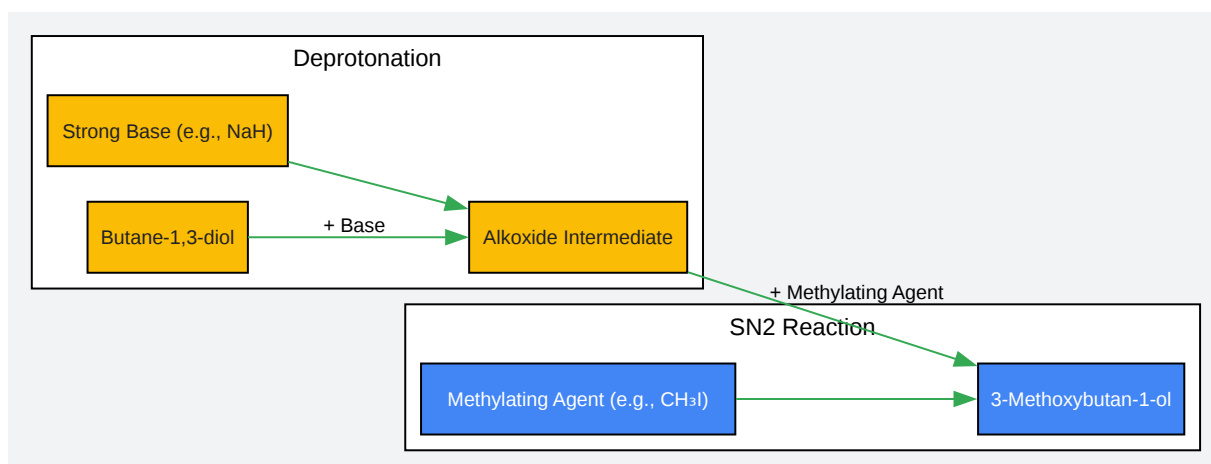 Deprotonation
Strong Base (e.g., NaH)
Butane-1,3-diol
+ Base
Alkoxide Intermediate
+ Methylating Agent
SN2 Reaction
Methylating Agent (e.g., CH₃I)
3-Methoxybutan-1-ol